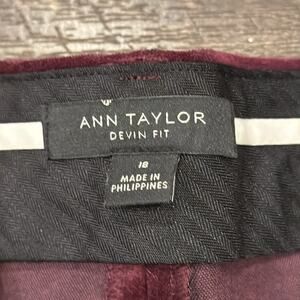 ANN TAYLOR
DEVIN FIT
18
MADE IN
PHILIPPINES